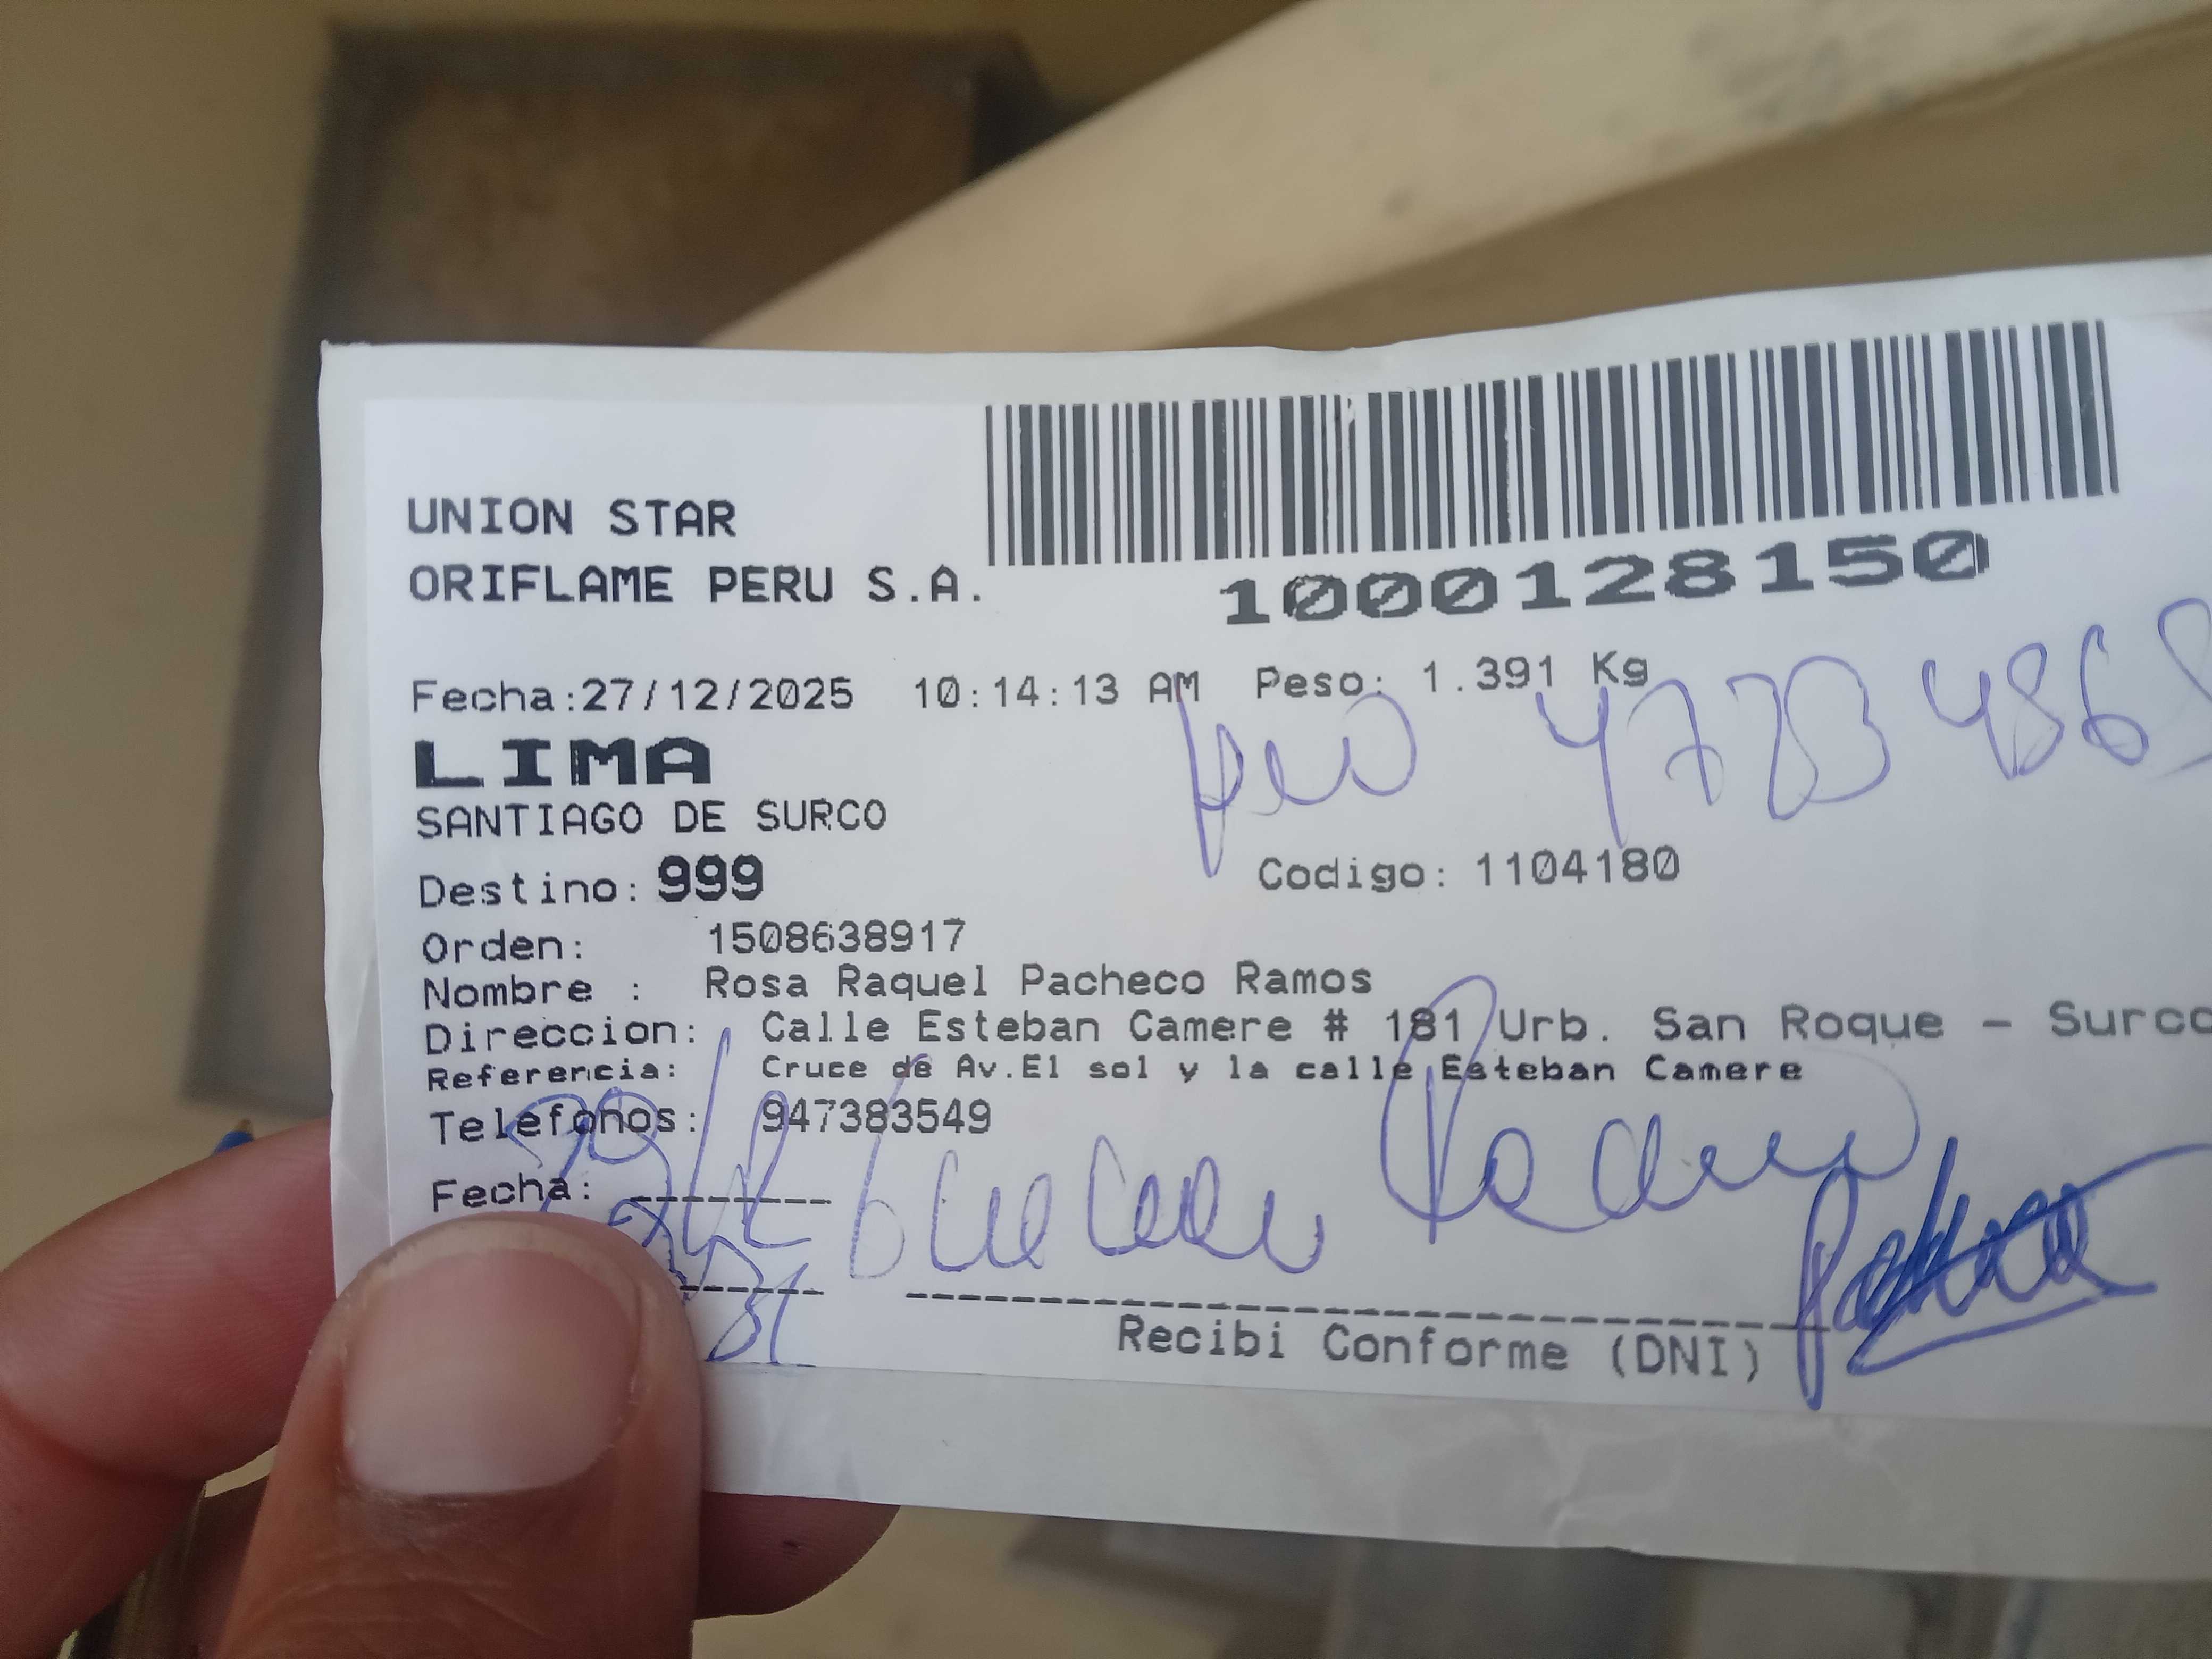 UNION STAR
ORIFLAME PERU S.A.
1000128150
Fecha:27/12/2025 10:14:13 AM Peso: 1.391 Kg
LIMA
SANTIAGO DE SURCO
Destino: 999
Codigo: 1104180
Orden: 1508638917
Nombre : Rosa Raquel Pacheco Ramos
Direccion: Calle Esteban Camere # 181 Urb. San Roque - Surco
Referencia: Cruce de Av.El sol y la calle Esteban Camere
Telefonos: 947383549
Fecha:
Recibi Conforme (DNI)